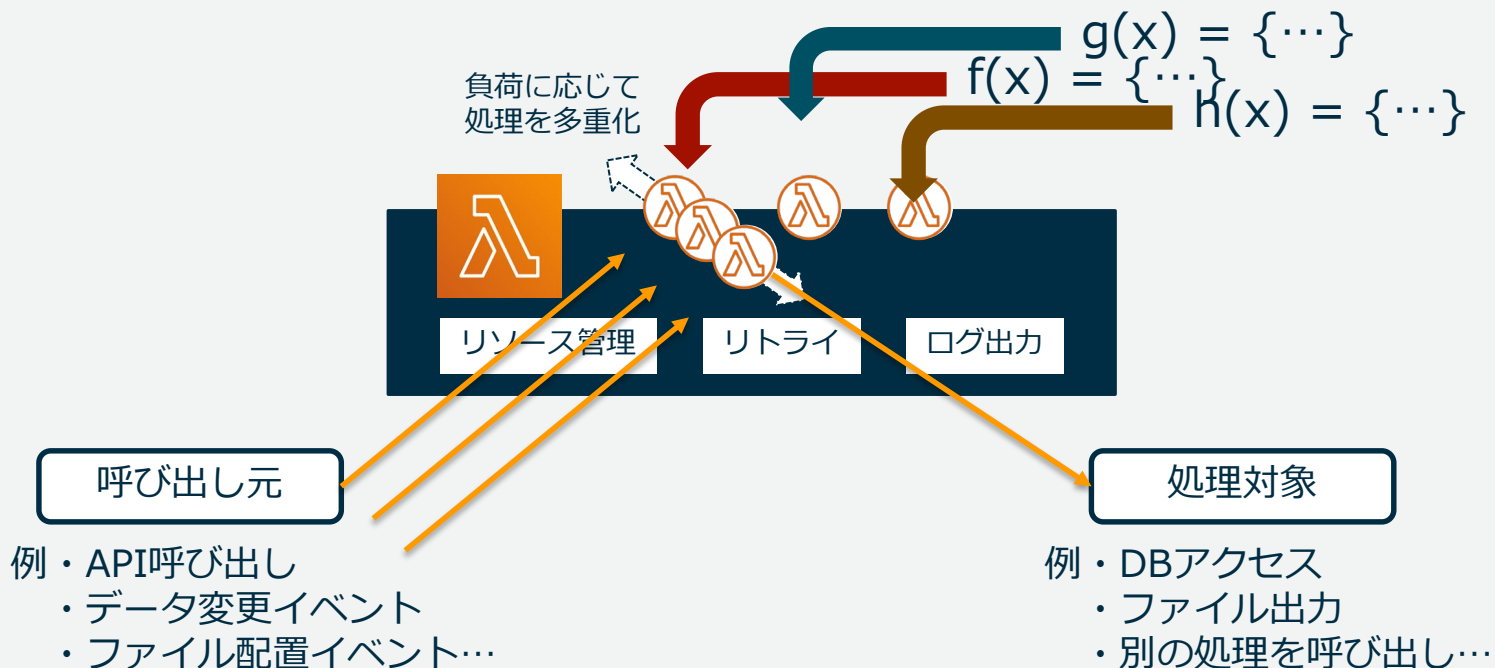 g(x) = {…}
f(x) = {…}
h(x) = {…}
負荷に応じて
処理を多重化
リソース管理
リトライ
ログ出力
呼び出し元
例・API呼び出し
・データ変更イベント
・ファイル配置イベント…
処理対象
例・DBアクセス
・ファイル出力
・別の処理を呼び出し…